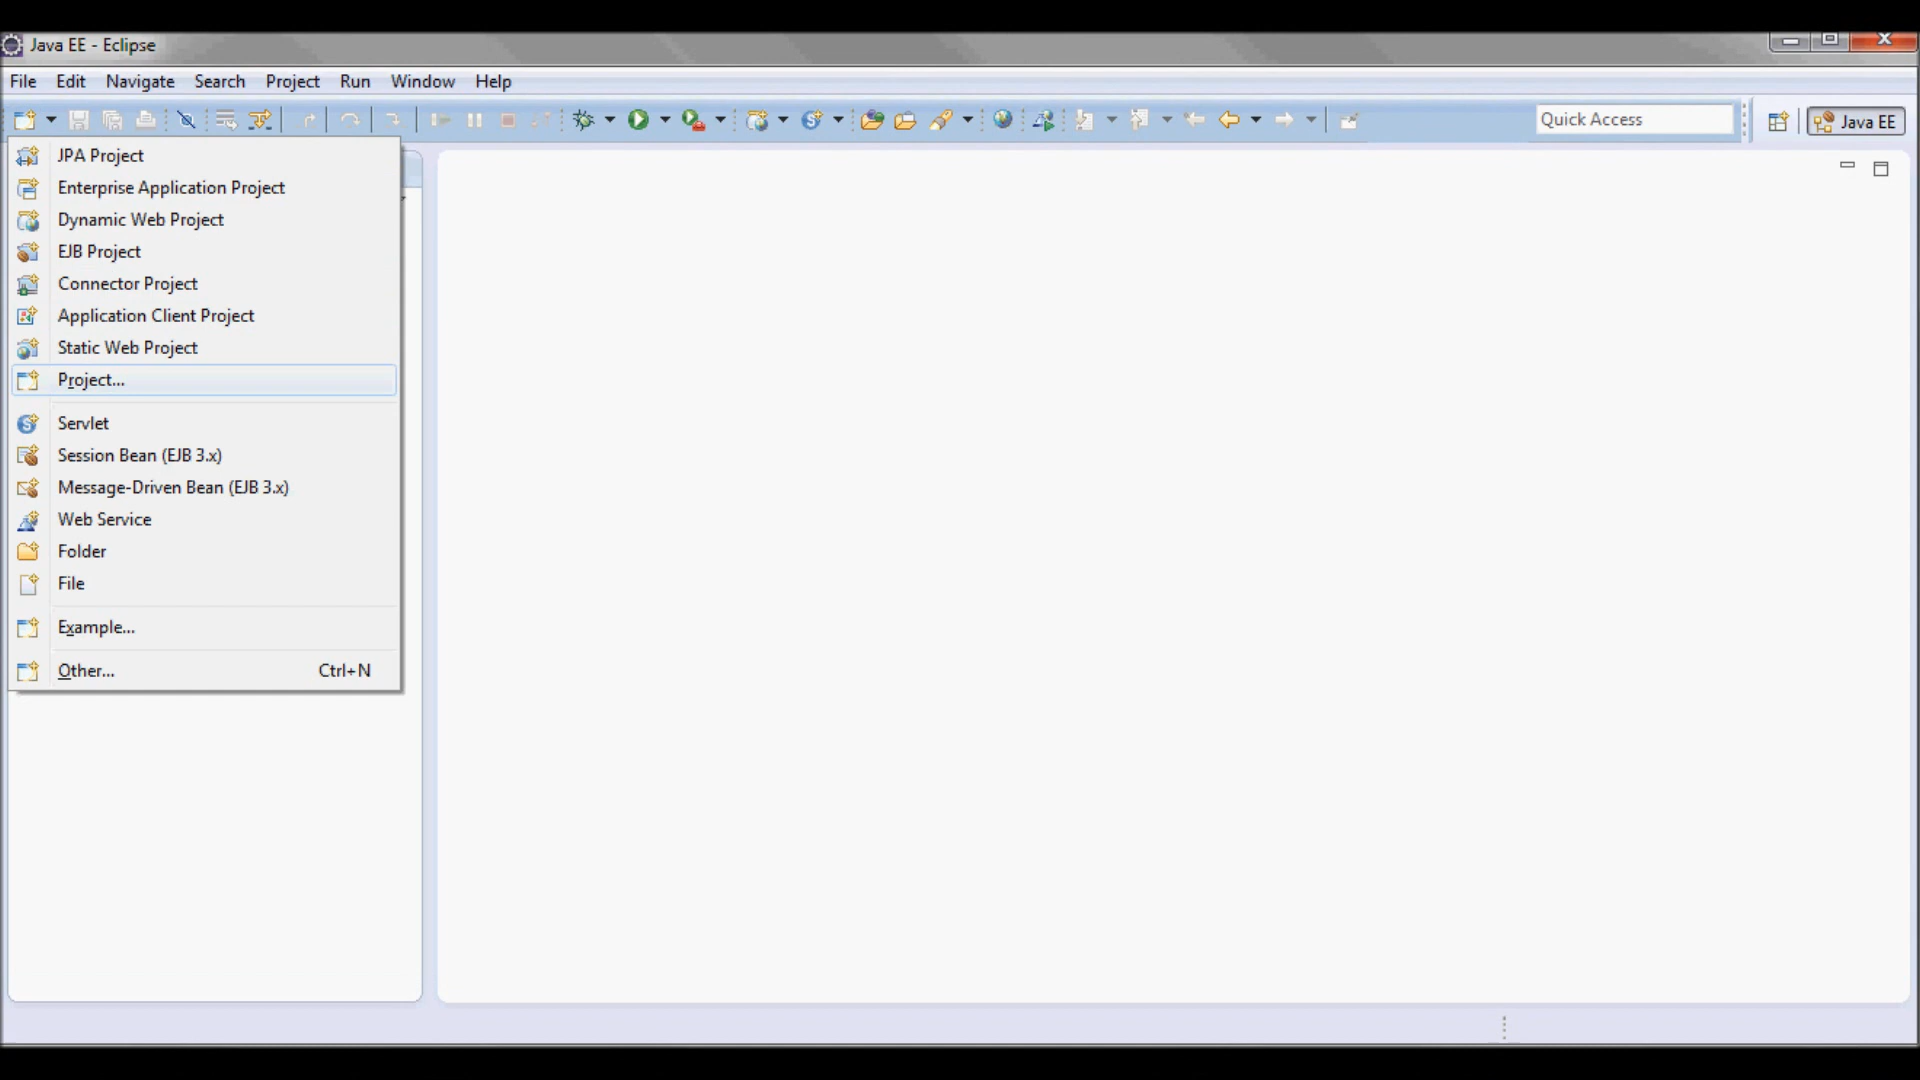 Java EE - Eclipse
File Edit Navigate Search Project Run Window Help
Quick Access
Java EE
JPA Project
Enterprise Application Project
Dynamic Web Project
EJB Project
Connector Project
Application Client Project
Static Web Project
Project...
Servlet
Session Bean (EJB 3.x)
Message-Driven Bean (EJB 3.x)
Web Service
Folder
File
Example...
Other... Ctrl+N